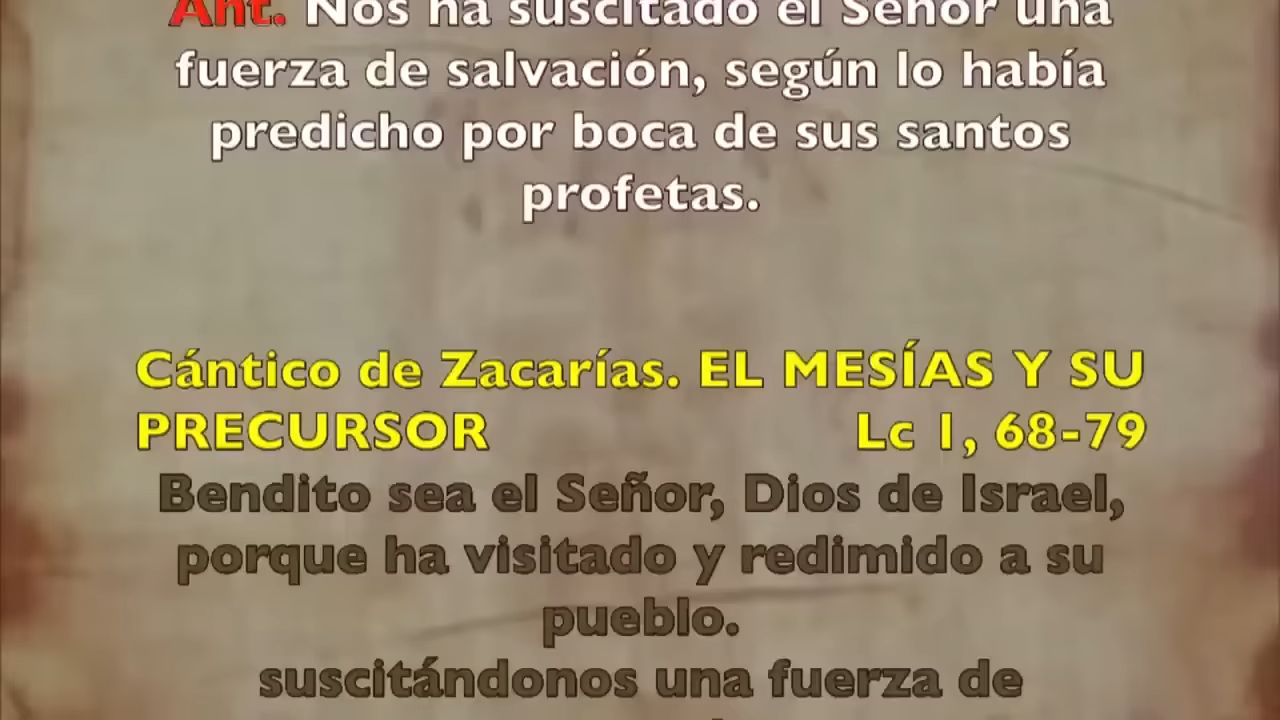 Ant. Nos ha suscitado el Señor una
fuerza de salvación, según lo había
predicho por boca de sus santos
profetas.
Cántico de Zacarías. EL MESÍAS Y SU
PRECURSOR Lc 1, 68-79
Bendito sea el Señor, Dios de Israel,
porque ha visitado y redimido a su
pueblo.
suscitándonos una fuerza de